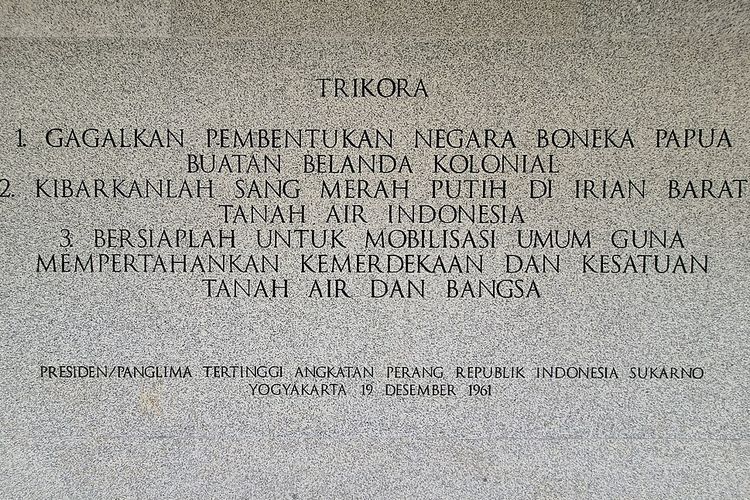 TRIKORA
1. GAGALKAN PEMBENTUKAN NEGARA BONEKA PAPUA
BUATAN BELANDA KOLONIAL
2. KIBARKANLAH SANG MERAH PUTIH DI IRIAN BARAT
TANAH AIR INDONESIA
3. BERSIAPLAH UNTUK MOBILISASI UMUM GUNA
MEMPERTAHANKAN KEMERDEKAAN DAN KESATUAN
TANAH AIR DAN BANGSA
PRESIDEN/PANGLIMA TERTINGGI ANGKATAN PERANG REPUBLIK INDONESIA SUKARNO
YOGYAKARTA 19 DESEMBER 1961